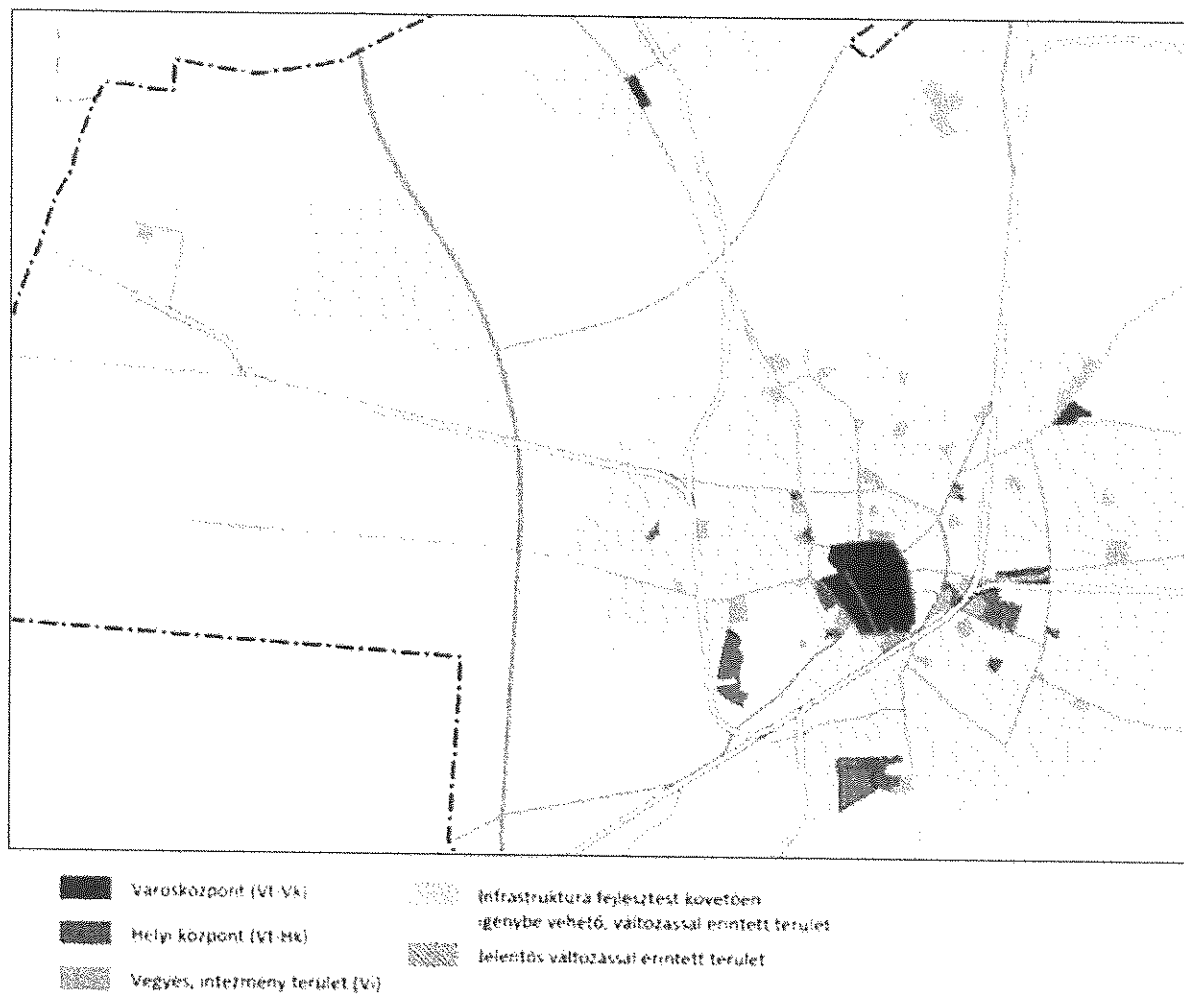 Városközpont (Vt-Vk)
Helyi központ (Vt-Hk)
Vegyes, intézmény terület (Vi)
Infrastruktúra fejlesztést követően
igénybe vehető, változással érintett terület
Jelentős változással érintett terület